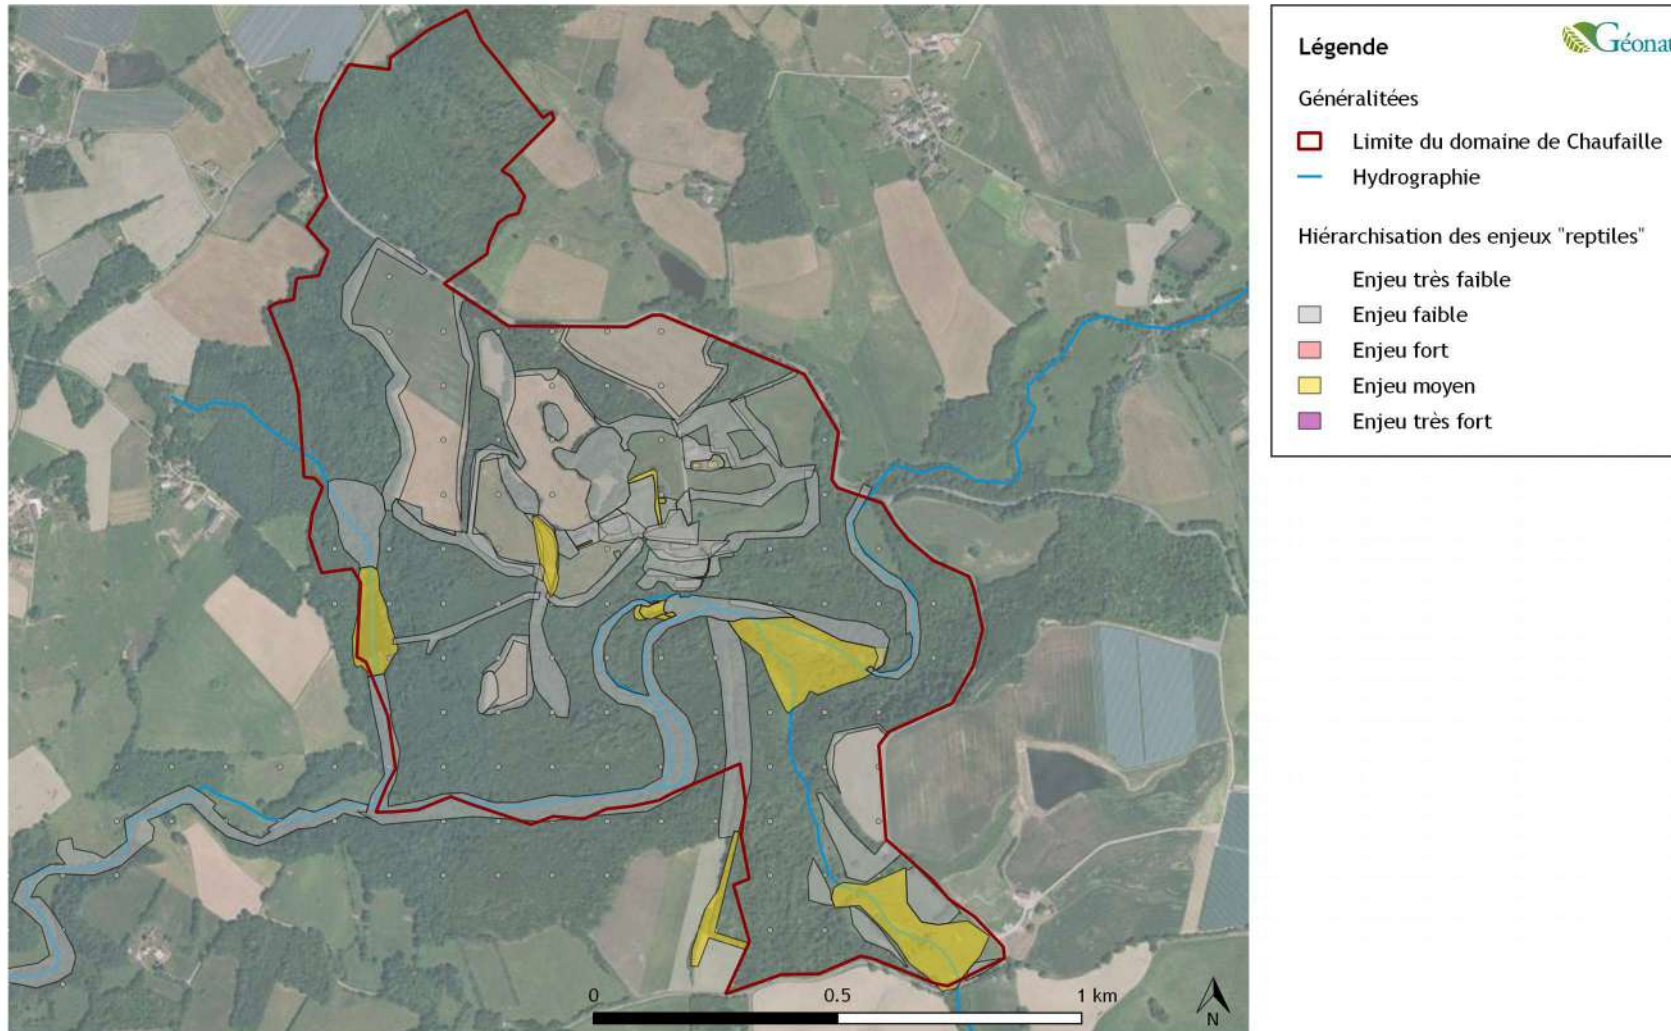 Légende
Généralitées
Limite du domaine de Chaufaille
Hydrographie
Hiérarchisation des enjeux "reptiles"
Enjeu très faible
Enjeu faible
Enjeu fort
Enjeu moyen
Enjeu très fort
0 0.5 1 km
N